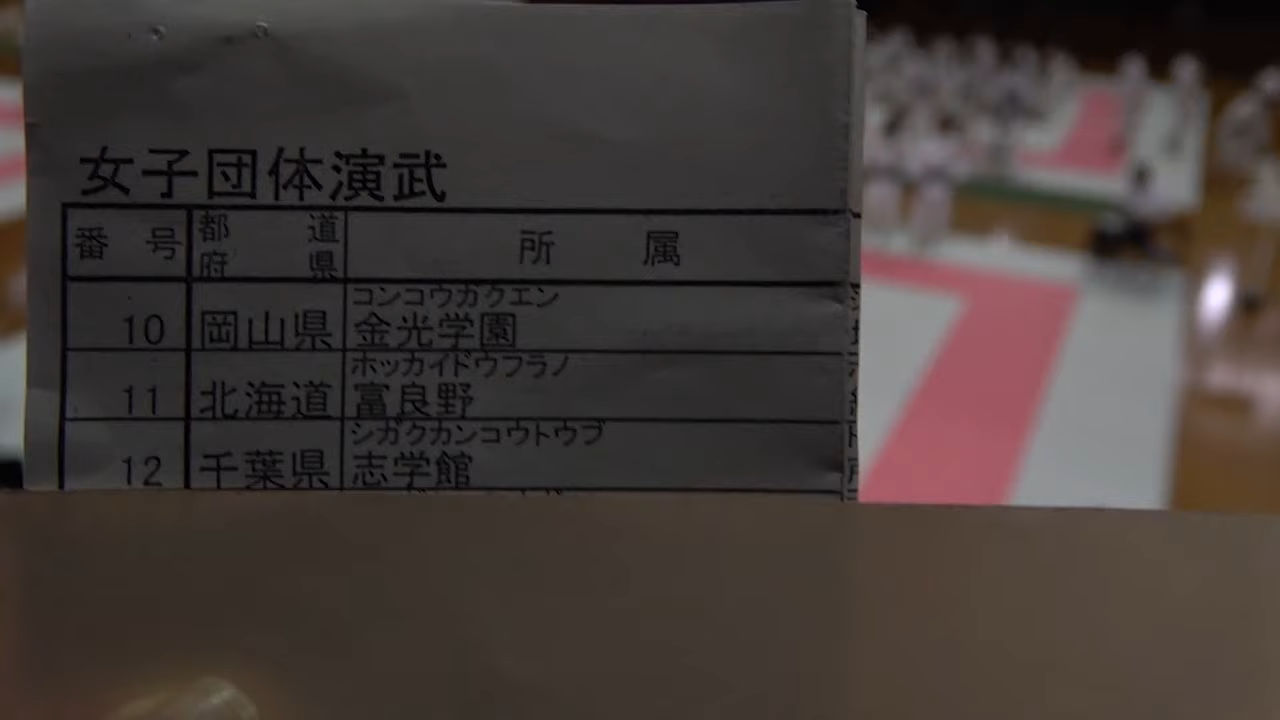 女子団体演武
番号 都道府県 所属
コンコウガクエン
10 岡山県 金光学園
ホッカイドウフラノ
11 北海道 富良野
シガクカンコウトウブ
12 千葉県 志学館